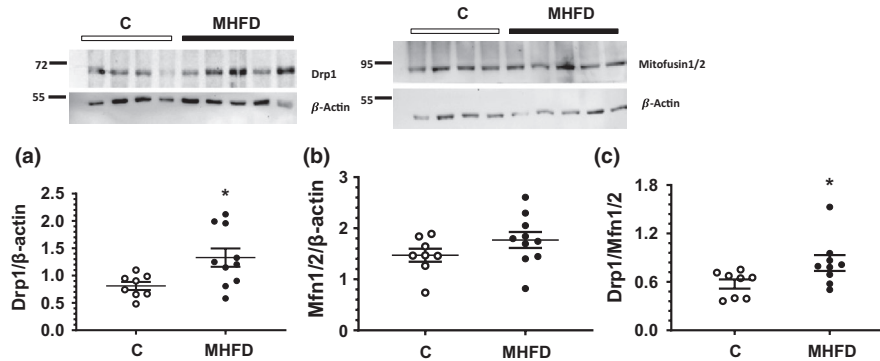 C MHFD
72
Drp1
55
β-Actin
C MHFD
95
Mitofusin1/2
55
β-Actin
(a)
Drp1/β-actin
2.5
2.0
1.5
1.0
0.5
0.0
*
C MHFD
(b)
Mfn1/2/β-actin
3
2
1
0
C MHFD
(c)
Drp1/Mfn1/2
1.8
1.2
0.6
0.0
*
C MHFD